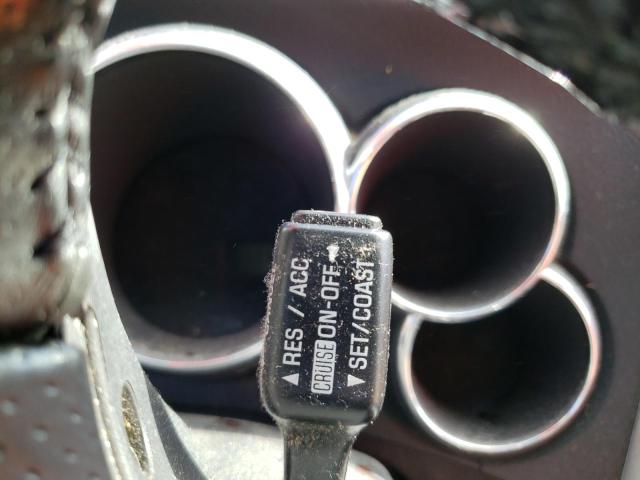 ▲ RES / ACC
CRUISE ON-OFF ◀
▼ SET/COAST